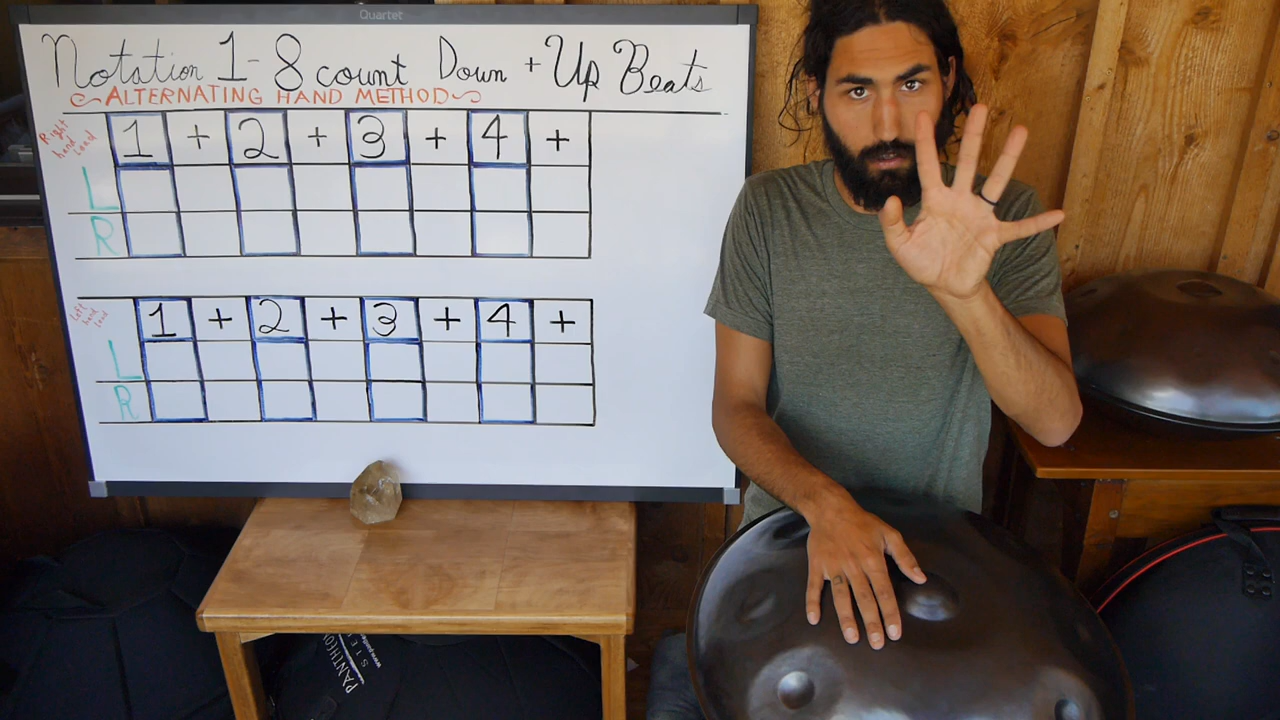 Quartet
Notation 1-8 count Down + Up Beats
ALTERNATING HAND METHOD
Right hand Lead
1 + 2 + 3 + 4 +
L
R
Left hand lead
1 + 2 + 3 + 4 +
L
R
PANTHEON
STEEL